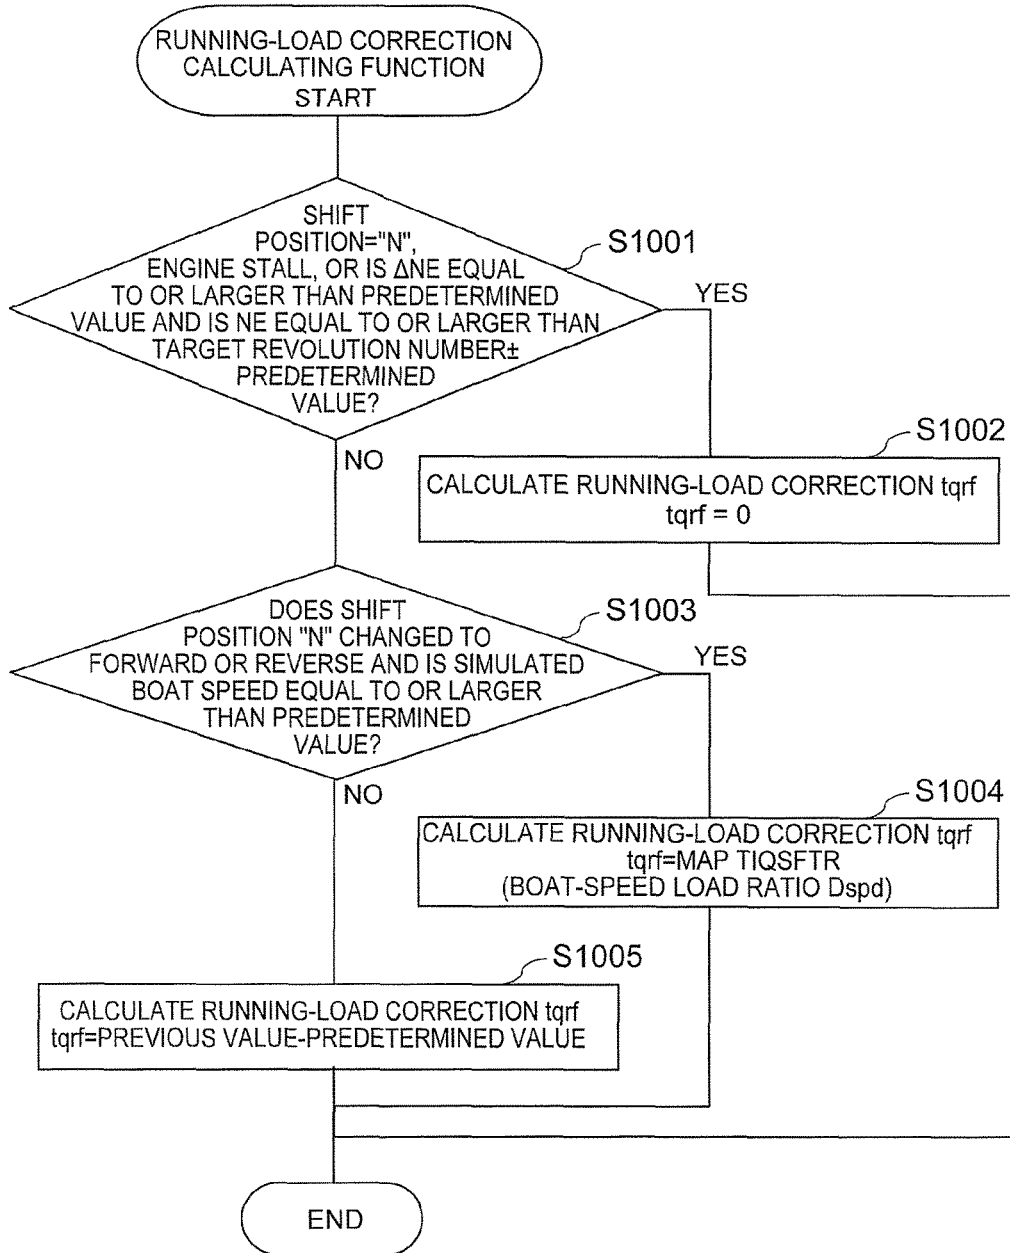 RUNNING-LOAD CORRECTION
CALCULATING FUNCTION
START
SHIFT
POSITION="N",
ENGINE STALL, OR IS ΔNE EQUAL
TO OR LARGER THAN PREDETERMINED
VALUE AND IS NE EQUAL TO OR LARGER THAN
TARGET REVOLUTION NUMBER±
PREDETERMINED
VALUE?
S1001
YES
NO
S1002
CALCULATE RUNNING-LOAD CORRECTION tqrf
tqrf = 0
DOES SHIFT
POSITION "N" CHANGED TO
FORWARD OR REVERSE AND IS SIMULATED
BOAT SPEED EQUAL TO OR LARGER
THAN PREDETERMINED
VALUE?
S1003
YES
NO
S1004
CALCULATE RUNNING-LOAD CORRECTION tqrf
tqrf=MAP TIQSFTR
(BOAT-SPEED LOAD RATIO Dspd)
S1005
CALCULATE RUNNING-LOAD CORRECTION tqrf
tqrf=PREVIOUS VALUE-PREDETERMINED VALUE
END